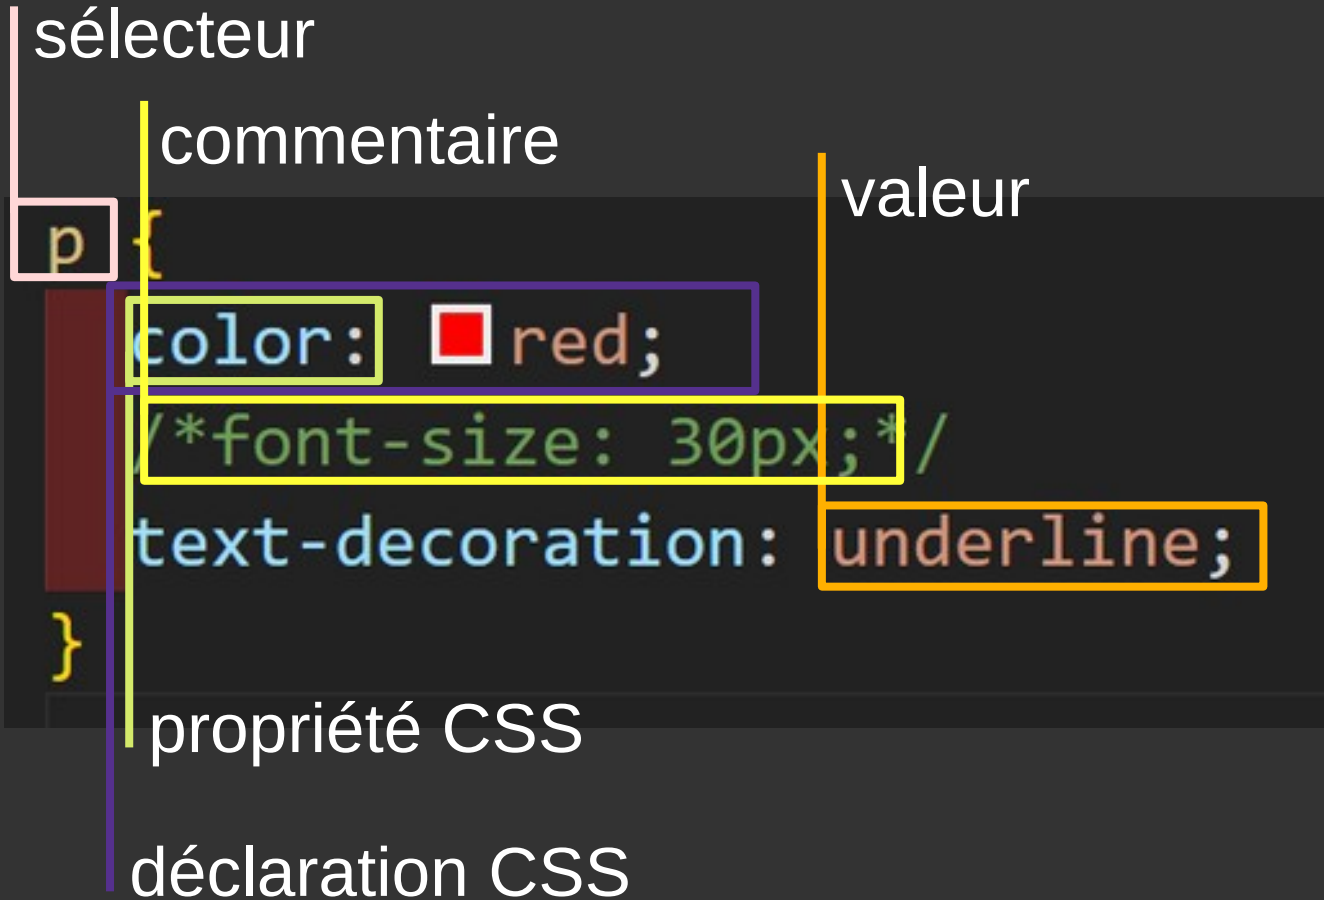 sélecteur
commentaire
valeur
p {
color: red;
/*font-size: 30px;*/
text-decoration: underline;
}
propriété CSS
déclaration CSS